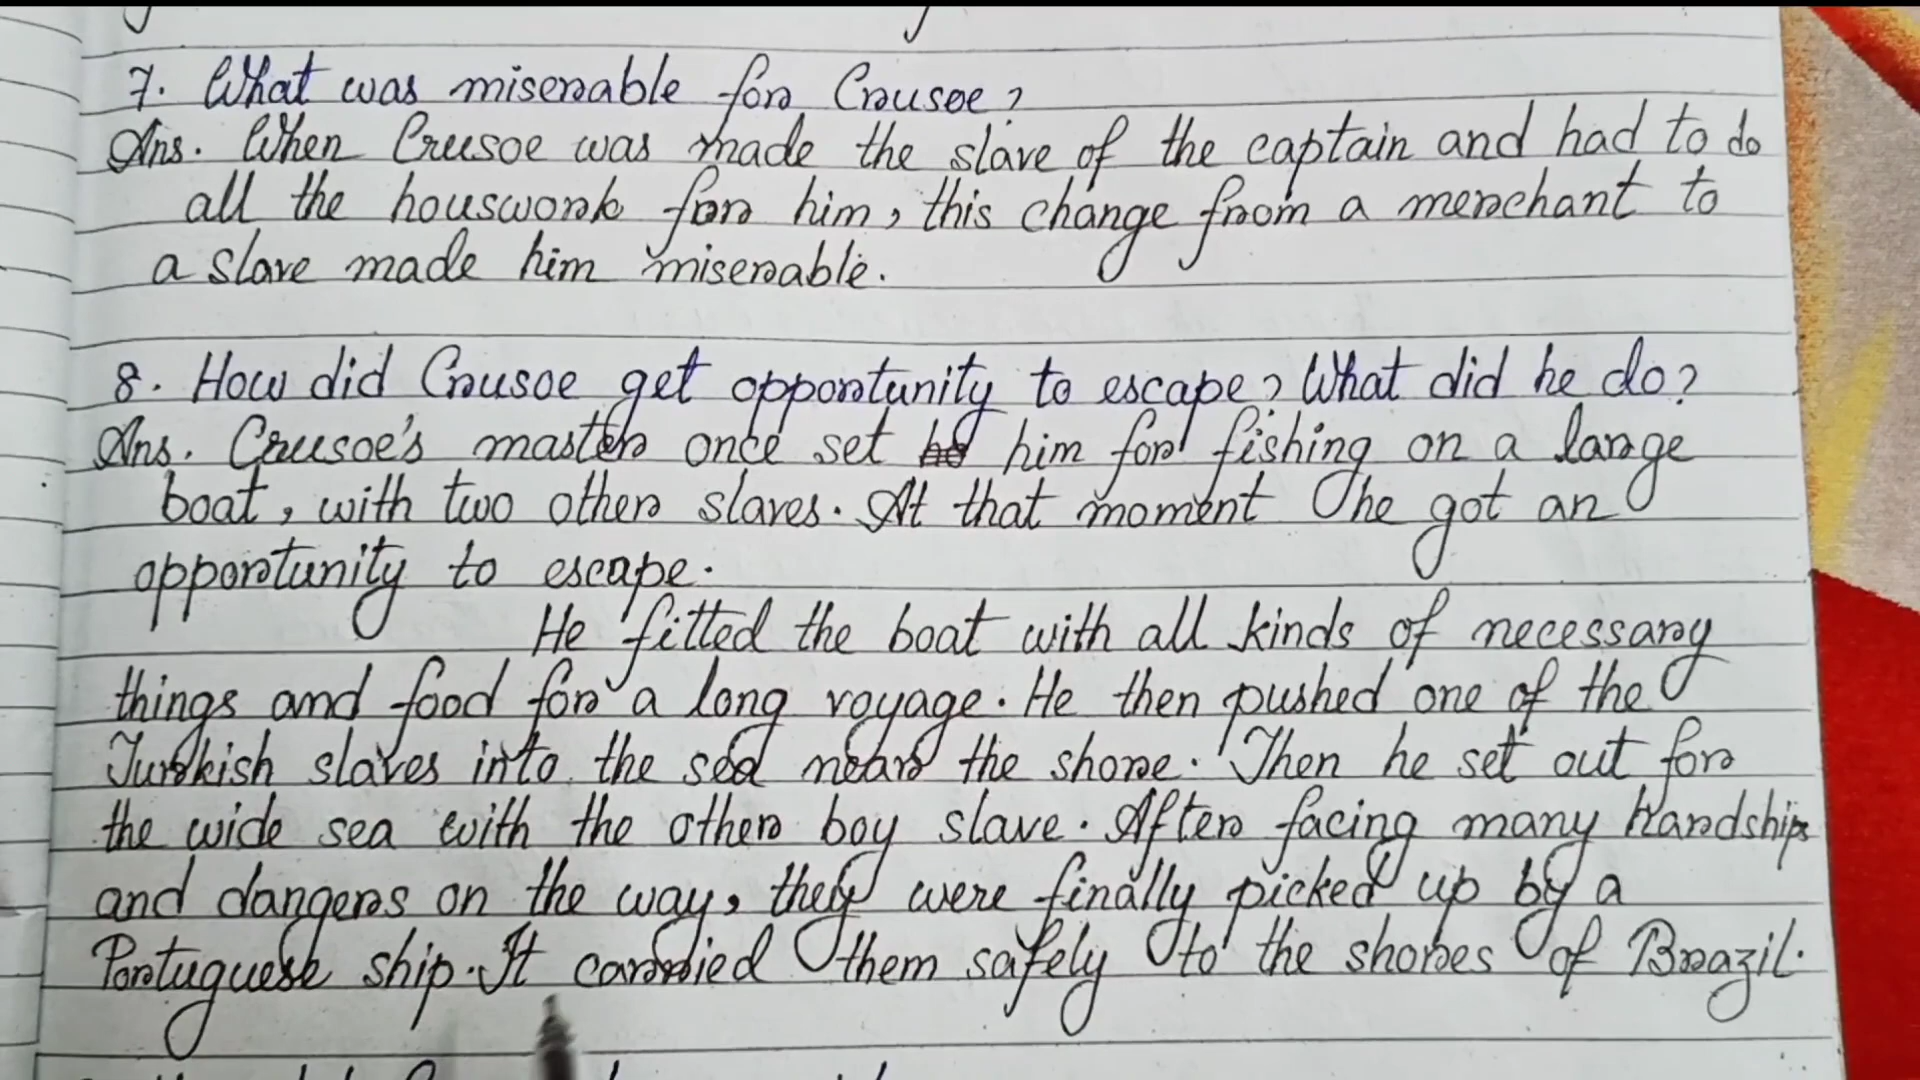 7. What was miserable for Crusoe?
Ans. When Crusoe was made the slave of the captain and had to do
all the houswork for him, this change from a merchant to
a slave made him miserable.
8. How did Crusoe get opportunity to escape? What did he do?
Ans. Crusoe's master once set him for fishing on a large
boat, with two other slaves. At that moment he got an
opportunity to escape.
He fitted the boat with all kinds of necessary
things and food for a long voyage. He then pushed one of the
Turkish slaves into the sea near the shore. Then he set out for
the wide sea with the other boy slave. After facing many hardships
and dangers on the way, they were finally picked up by a
Portuguese ship. It carried them safely to the shores of Brazil.